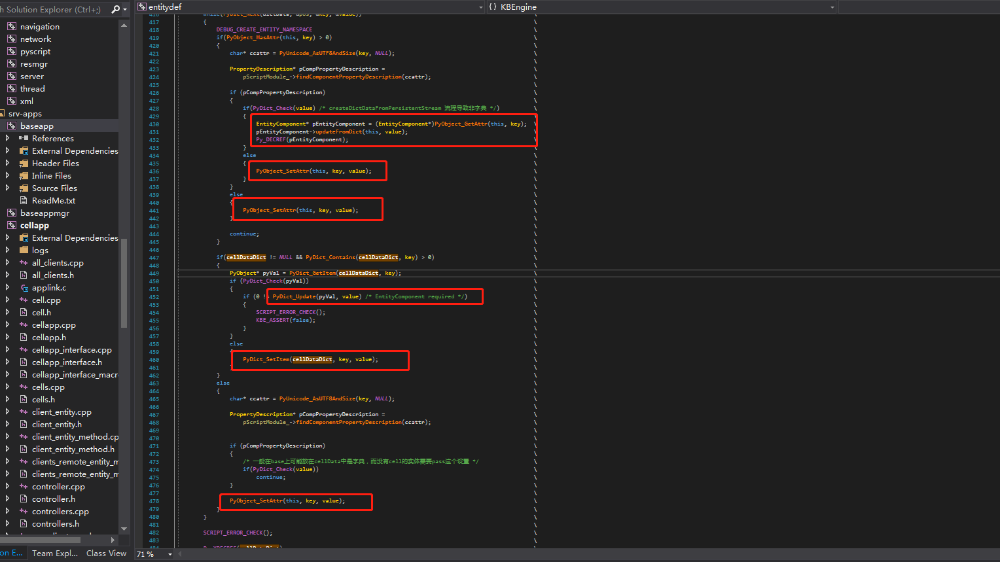 h Solution Explorer (Ctrl+;)
navigation
network
pyscript
resmgr
server
thread
xml
srv-apps
baseapp
References
External Dependencies
Header Files
Inline Files
Source Files
ReadMe.txt
baseappmgr
cellapp
External Dependencies
logs
all_clients.cpp
all_clients.h
applink.c
cell.cpp
cell.h
cellapp.cpp
cellapp.h
cellapp_interface.cpp
cellapp_interface.h
cellapp_interface_macr
cells.cpp
cells.h
client_entity.cpp
client_entity.h
client_entity_method.cp
client_entity_method.h
clients_remote_entity_m
clients_remote_entity_m
controller.cpp
controller.h
controllers.cpp
controllers.h
on E...
Team Expl...
Class View
entitydef
{} KBEngine
417 { \
418 DEBUG_CREATE_ENTITY_NAMESPACE \
419 if(PyObject_HasAttr(this, key) > 0) \
420 { \
421 char* ccattr = PyUnicode_AsUTF8AndSize(key, NULL); \
422 \
423 PropertyDescription* pCompPropertyDescription = \
424 pScriptModule_->findComponentPropertyDescription(ccattr); \
425 \
426 if (pCompPropertyDescription) \
427 { \
428 if(PyDict_Check(value) /* createDictDataFromPersistentStream 流程导致非字典 */) \
429 { \
430 EntityComponent* pEntityComponent = (EntityComponent*)PyObject_GetAttr(this, key); \
431 pEntityComponent->updateFromDict(this, value); \
432 Py_DECREF(pEntityComponent); \
433 } \
434 else \
435 { \
436 PyObject_SetAttr(this, key, value); \
437 } \
438 } \
439 else \
440 { \
441 PyObject_SetAttr(this, key, value); \
442 } \
443 \
444 continue; \
445 } \
446 \
447 if(cellDataDict != NULL && PyDict_Contains(cellDataDict, key) > 0) \
448 { \
449 PyObject* pyVal = PyDict_GetItem(cellDataDict, key); \
450 if (PyDict_Check(pyVal)) \
451 { \
452 if (0 != PyDict_Update(pyVal, value) /* EntityComponent required */) \
453 { \
454 SCRIPT_ERROR_CHECK(); \
455 KBE_ASSERT(false); \
456 } \
457 } \
458 else \
459 { \
460 PyDict_SetItem(cellDataDict, key, value); \
461 \
462 } \
463 else \
464 { \
465 char* ccattr = PyUnicode_AsUTF8AndSize(key, NULL); \
466 \
467 PropertyDescription* pCompPropertyDescription = \
468 pScriptModule_->findComponentPropertyDescription(ccattr); \
469 \
470 \
471 if (pCompPropertyDescription) \
472 { \
473 /* 一般在base上可能放在cellData中是字典，而没有cell的实体需要pass这个设置 */ \
474 if(PyDict_Check(value)) \
475 continue; \
476 } \
477 \
478 PyObject_SetAttr(this, key, value); \
479 } \
480 } \
481 \
482 SCRIPT_ERROR_CHECK(); \
483 \
71 %